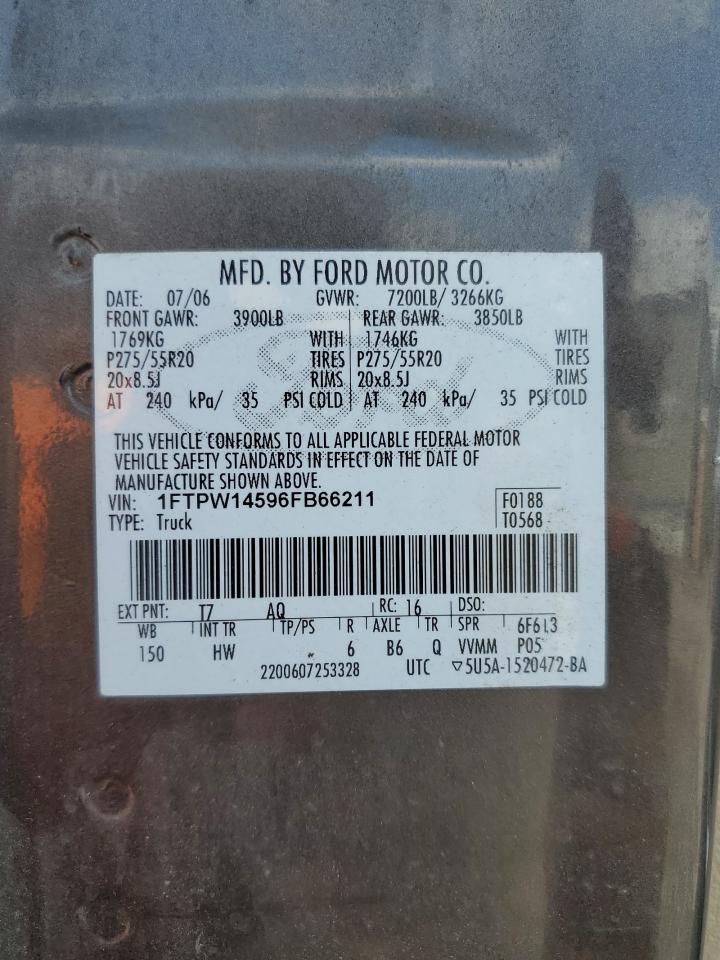 MFD. BY FORD MOTOR CO.
DATE: 07/06 GVWR: 7200LB/ 3266KG
FRONT GAWR: 3900LB REAR GAWR: 3850LB
1769KG WITH 1746KG WITH
P275/55R20 TIRES P275/55R20 TIRES
20x8.5J RIMS 20x8.5J RIMS
AT 240 kPa/ 35 PSI COLD AT 240 kPa/ 35 PSI COLD
THIS VEHICLE CONFORMS TO ALL APPLICABLE FEDERAL MOTOR
VEHICLE SAFETY STANDARDS IN EFFECT ON THE DATE OF
MANUFACTURE SHOWN ABOVE.
VIN: 1FTPW14596FB66211 F0188
TYPE: Truck T0568
EXT PNT: T7 AQ RC: 16 DSO:
WB INT TR TP/PS R AXLE TR SPR 6F6L3
150 HW 6 B6 Q VVMM P05
2200607253328 UTC ▽5U5A-1520472-BA